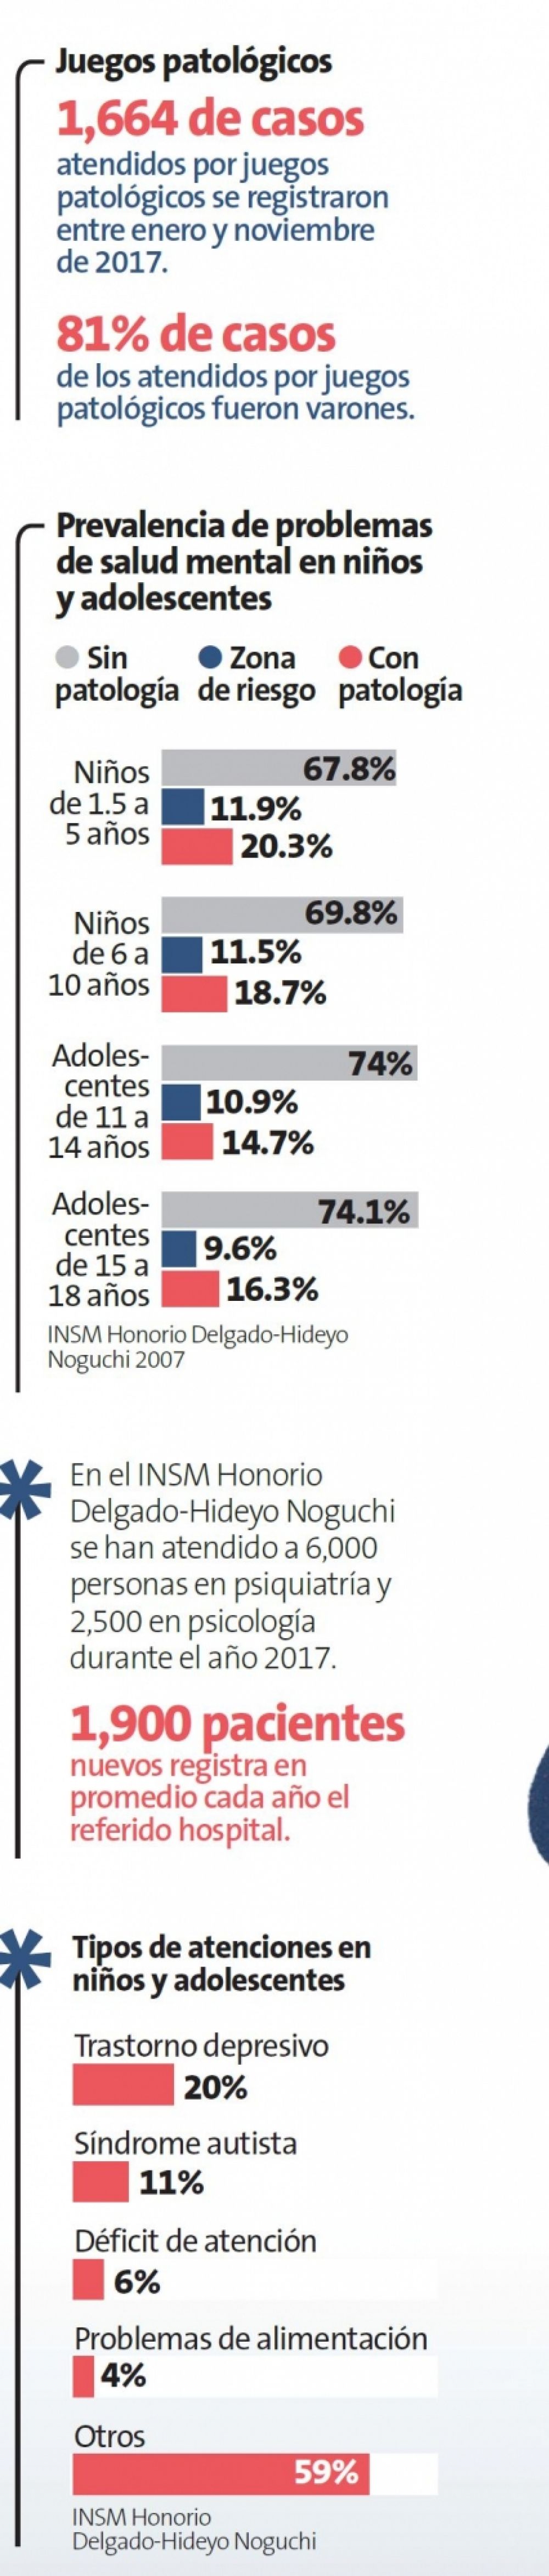 Juegos patológicos
1,664 de casos
atendidos por juegos
patológicos se registraron
entre enero y noviembre
de 2017.
81% de casos
de los atendidos por juegos
patológicos fueron varones.
Prevalencia de problemas
de salud mental en niños
y adolescentes
Sin patología
Zona de riesgo
Con patología
Niños
de 1.5 a
5 años
67.8%
11.9%
20.3%
Niños
de 6 a
10 años
69.8%
11.5%
18.7%
Adoles-
centes
de 11 a
14 años
74%
10.9%
14.7%
Adoles-
centes
de 15 a
18 años
74.1%
9.6%
16.3%
INSM Honorio Delgado-Hideyo
Noguchi 2007
En el INSM Honorio
Delgado-Hideyo Noguchi
se han atendido a 6,000
personas en psiquiatría y
2,500 en psicología
durante el año 2017.
1,900 pacientes
nuevos registra en
promedio cada año el
referido hospital.
Tipos de atenciones en
niños y adolescentes
Trastorno depresivo
20%
Síndrome autista
11%
Déficit de atención
6%
Problemas de alimentación
4%
Otros
59%
INSM Honorio
Delgado-Hideyo Noguchi